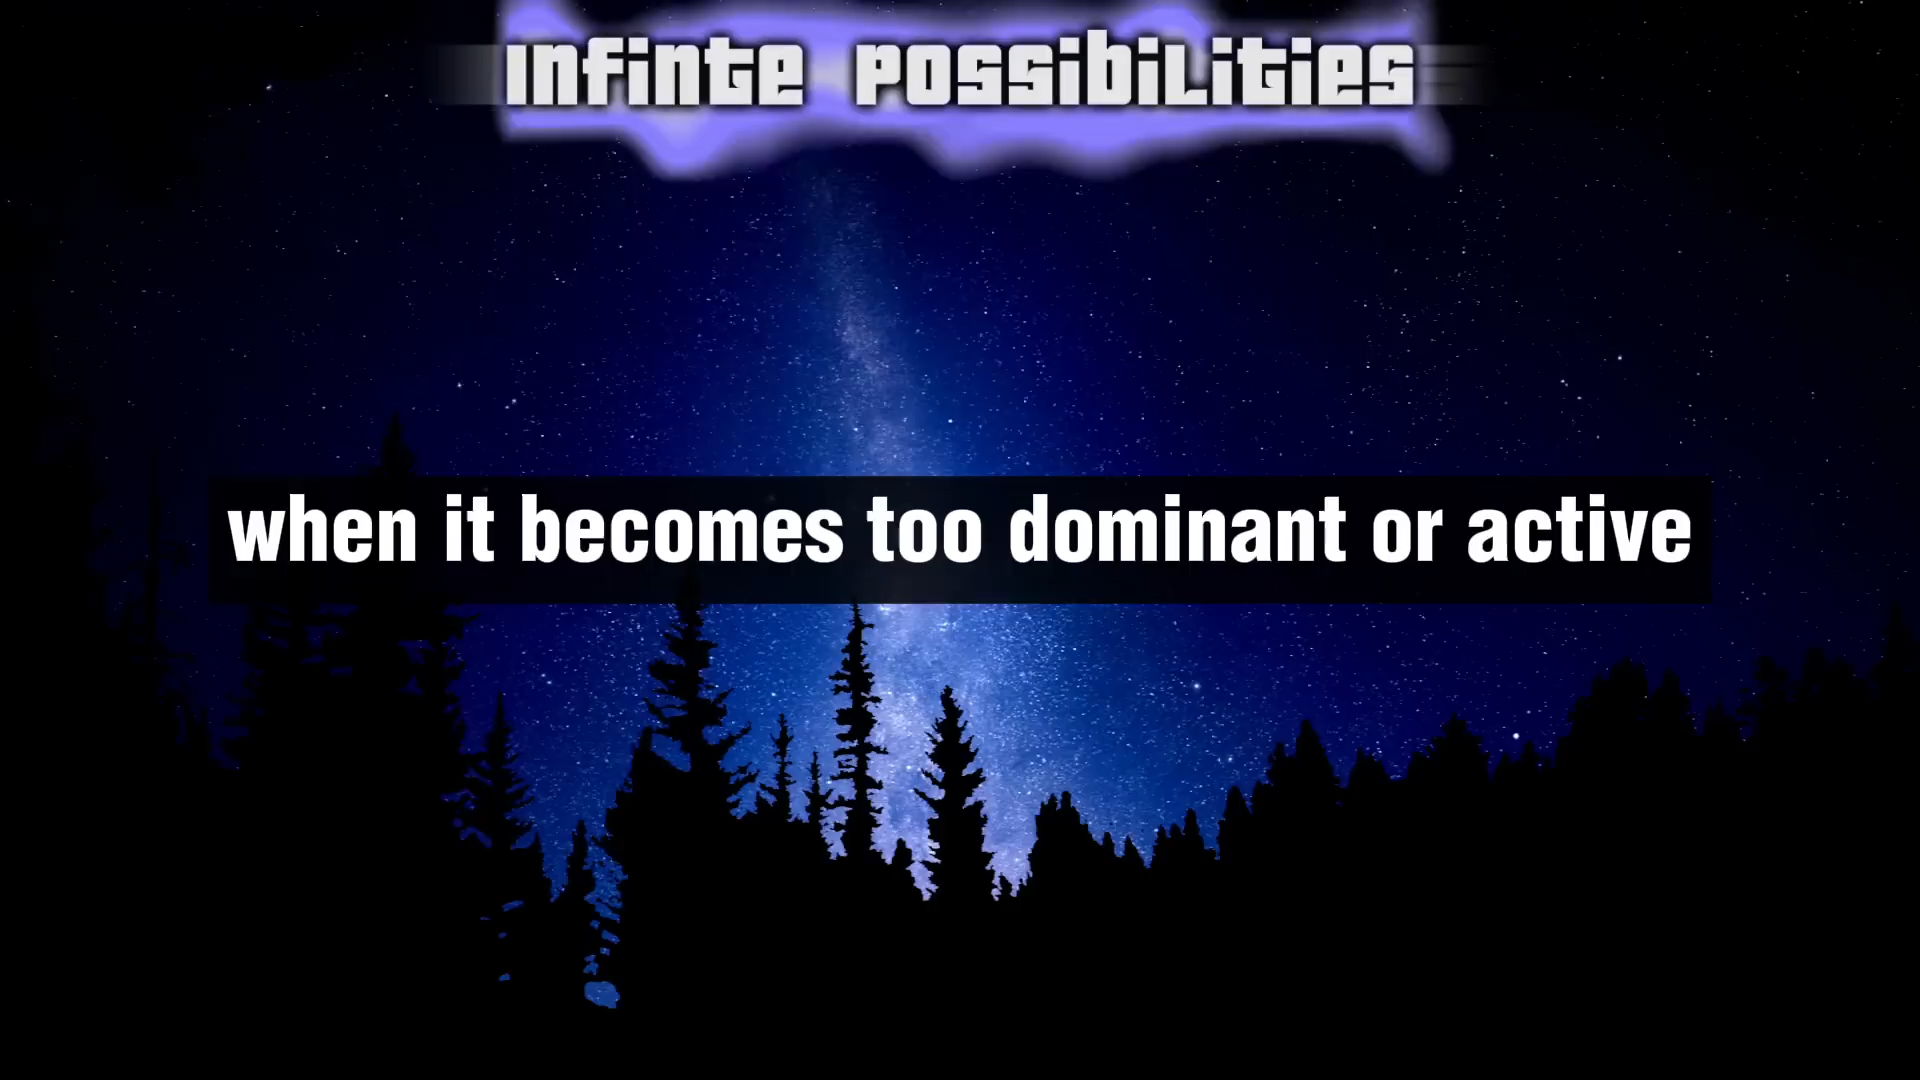 Infinte Possibilities
when it becomes too dominant or active